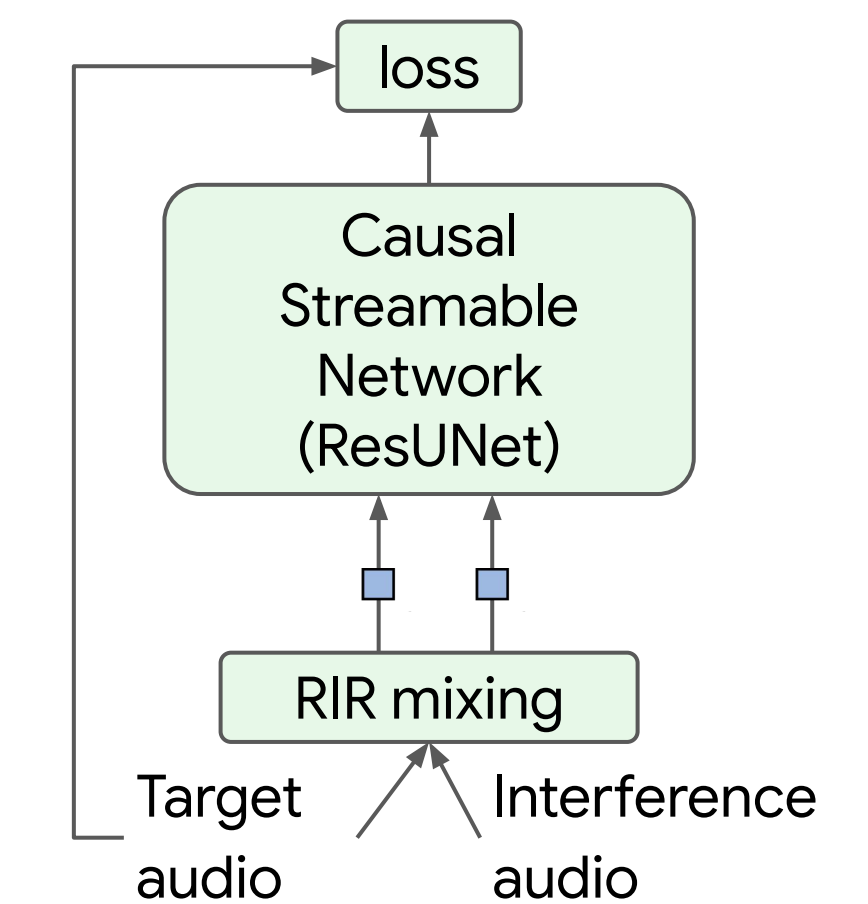 loss
Causal
Streamable
Network
(ResUNet)
RIR mixing
Target
audio
Interference
audio